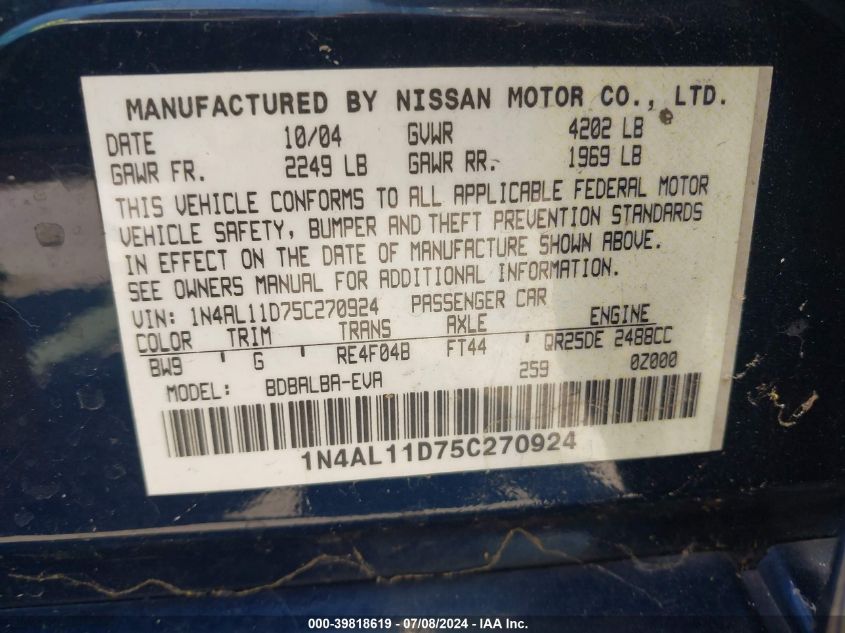 MANUFACTURED BY NISSAN MOTOR CO., LTD.
DATE 10/04 GVWR 4202 LB
GAWR FR. 2249 LB GAWR RR. 1969 LB
THIS VEHICLE CONFORMS TO ALL APPLICABLE FEDERAL MOTOR
VEHICLE SAFETY, BUMPER AND THEFT PREVENTION STANDARDS
IN EFFECT ON THE DATE OF MANUFACTURE SHOWN ABOVE.
SEE OWNERS MANUAL FOR ADDITIONAL INFORMATION.
VIN: 1N4AL11D75C270924 PASSENGER CAR
COLOR TRIM TRANS AXLE ENGINE
BW9 ' G ' RE4F04B FT44 ' QR25DE 2488CC
259 0Z000
MODEL: BDBALBA-EVA
1N4AL11D75C270924
000-39818619 - 07/08/2024 - IAA Inc.